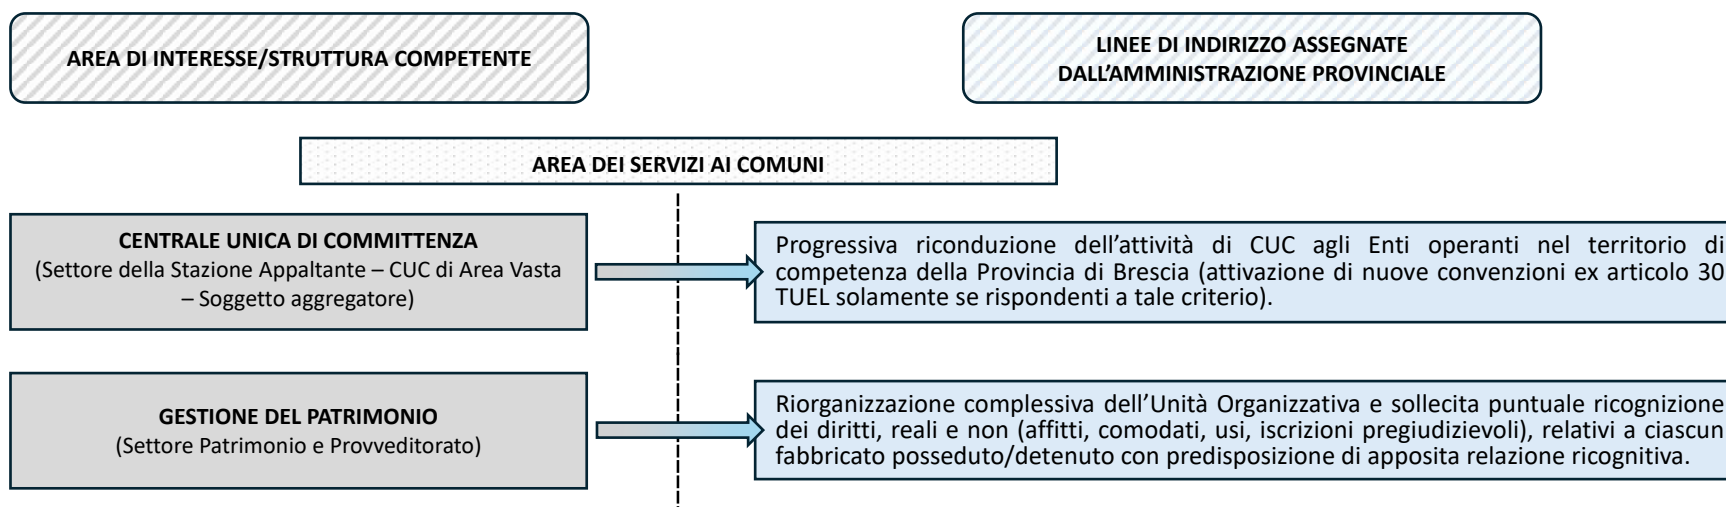 AREA DI INTERESSE/STRUTTURA COMPETENTE
LINEE DI INDIRIZZO ASSEGNATE
DALL’AMMINISTRAZIONE PROVINCIALE
AREA DEI SERVIZI AI COMUNI
CENTRALE UNICA DI COMMITTENZA
(Settore della Stazione Appaltante – CUC di Area Vasta
– Soggetto aggregatore)
Progressiva riconduzione dell’attività di CUC agli Enti operanti nel territorio di
competenza della Provincia di Brescia (attivazione di nuove convenzioni ex articolo 30
TUEL solamente se rispondenti a tale criterio).
GESTIONE DEL PATRIMONIO
(Settore Patrimonio e Provveditorato)
Riorganizzazione complessiva dell’Unità Organizzativa e sollecita puntuale ricognizione
dei diritti, reali e non (affitti, comodati, usi, iscrizioni pregiudizievoli), relativi a ciascun
fabbricato posseduto/detenuto con predisposizione di apposita relazione ricognitiva.